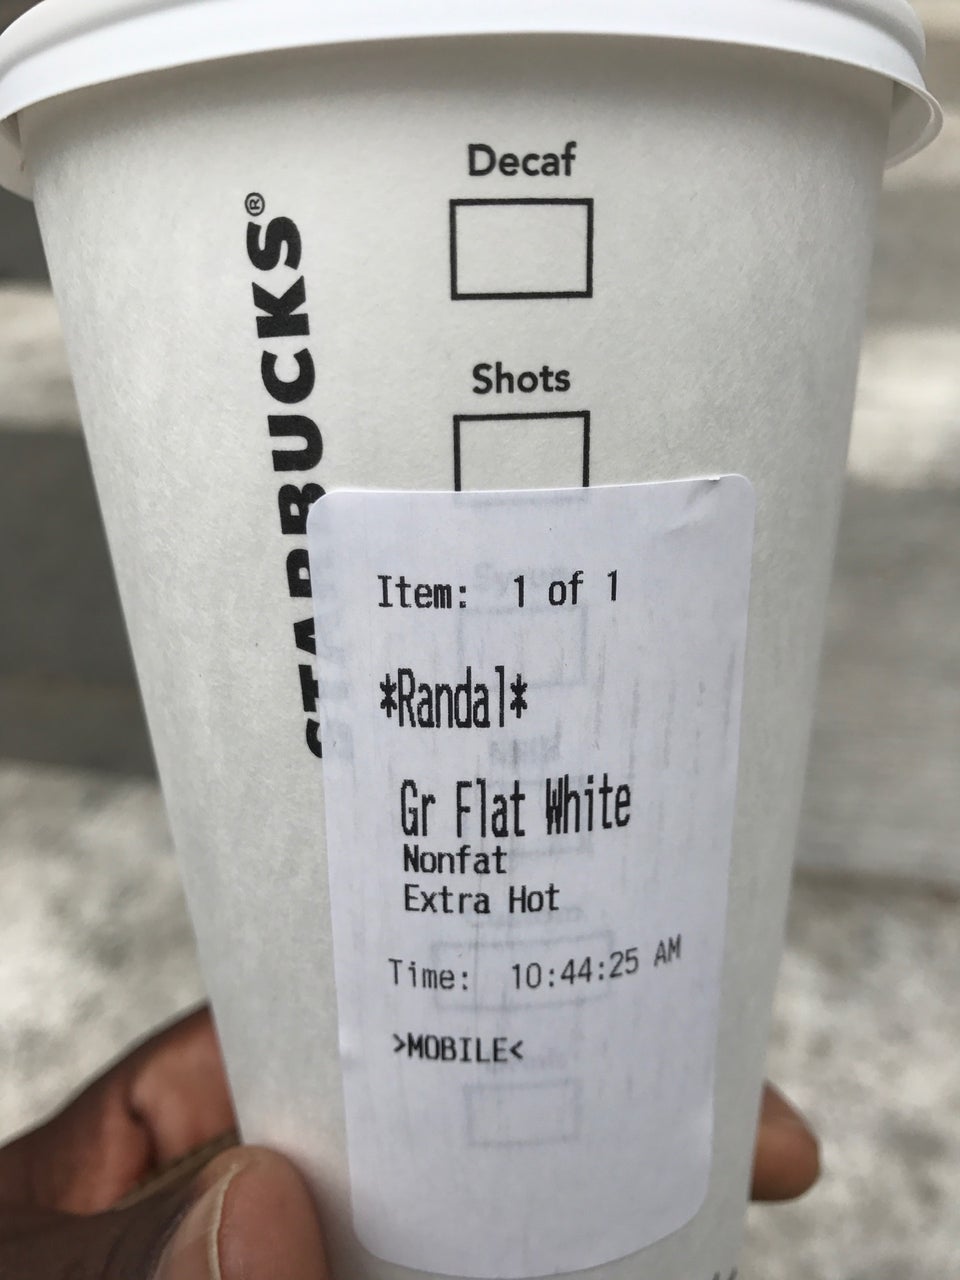 Decaf
STARBUCKS®
Shots
Item: 1 of 1
*Randal*
Gr Flat White
Nonfat
Extra Hot
Time: 10:44:25 AM
>MOBILE<